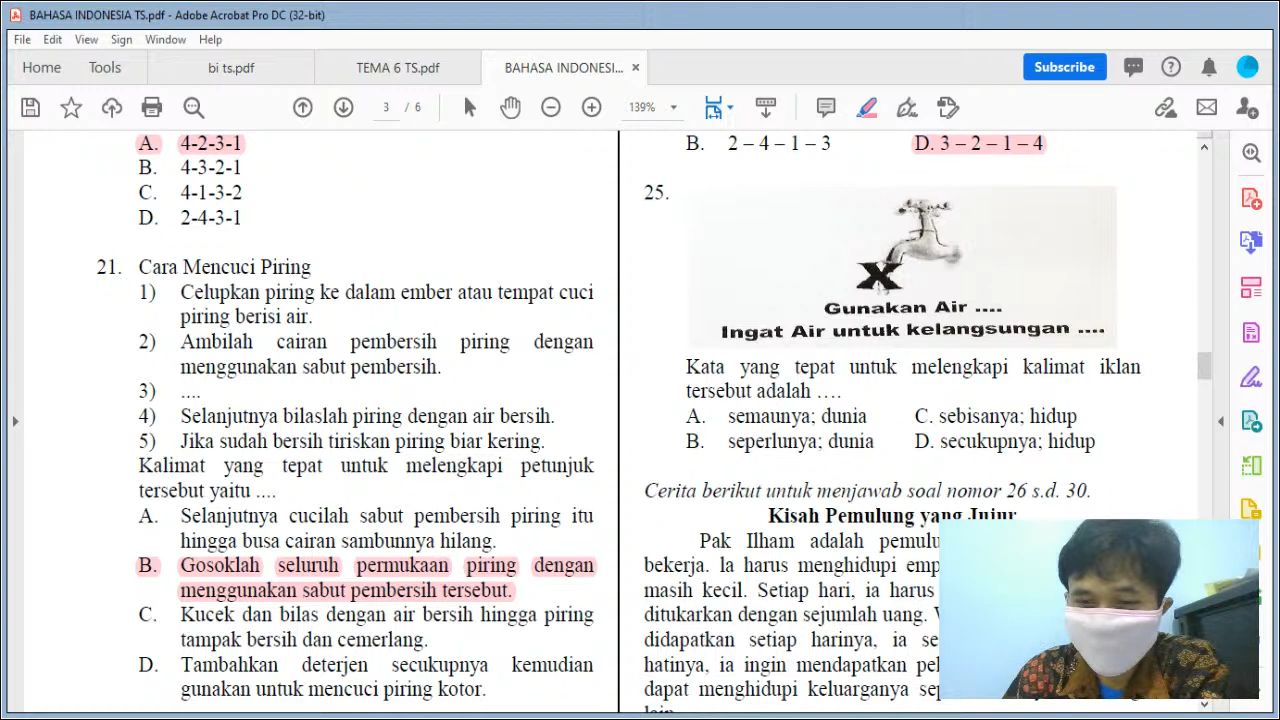 BAHASA INDONESIA TS.pdf - Adobe Acrobat Pro DC (32-bit)
File Edit View Sign Window Help
Home Tools bi ts.pdf TEMA 6 TS.pdf BAHASA INDONESI... × Subscribe
3 / 6 139%
A. 4-2-3-1
B. 4-3-2-1
C. 4-1-3-2
D. 2-4-3-1
21. Cara Mencuci Piring
1) Celupkan piring ke dalam ember atau tempat cuci
piring berisi air.
2) Ambilah cairan pembersih piring dengan
menggunakan sabut pembersih.
3) ....
4) Selanjutnya bilaslah piring dengan air bersih.
5) Jika sudah bersih tiriskan piring biar kering.
Kalimat yang tepat untuk melengkapi petunjuk
tersebut yaitu ....
A. Selanjutnya cucilah sabut pembersih piring itu
hingga busa cairan sambunnya hilang.
B. Gosoklah seluruh permukaan piring dengan
menggunakan sabut pembersih tersebut.
C. Kucek dan bilas dengan air bersih hingga piring
tampak bersih dan cemerlang.
D. Tambahkan deterjen secukupnya kemudian
gunakan untuk mencuci piring kotor.
B. 2 – 4 – 1 – 3 D. 3 – 2 – 1 – 4
25.
Gunakan Air ....
Ingat Air untuk kelangsungan ....
Kata yang tepat untuk melengkapi kalimat iklan
tersebut adalah ….
A. semaunya; dunia C. sebisanya; hidup
B. seperlunya; dunia D. secukupnya; hidup
Cerita berikut untuk menjawab soal nomor 26 s.d. 30.
Kisah Pemulung yang Jujur
Pak Ilham adalah
bekerja. la harus menghidupi
masih kecil. Setiap hari, ia harus
ditukarkan dengan sejumlah uang.
didapatkan setiap harinya, ia
hatinya, ia ingin mendapatkan
dapat menghidupi keluarganya
lain